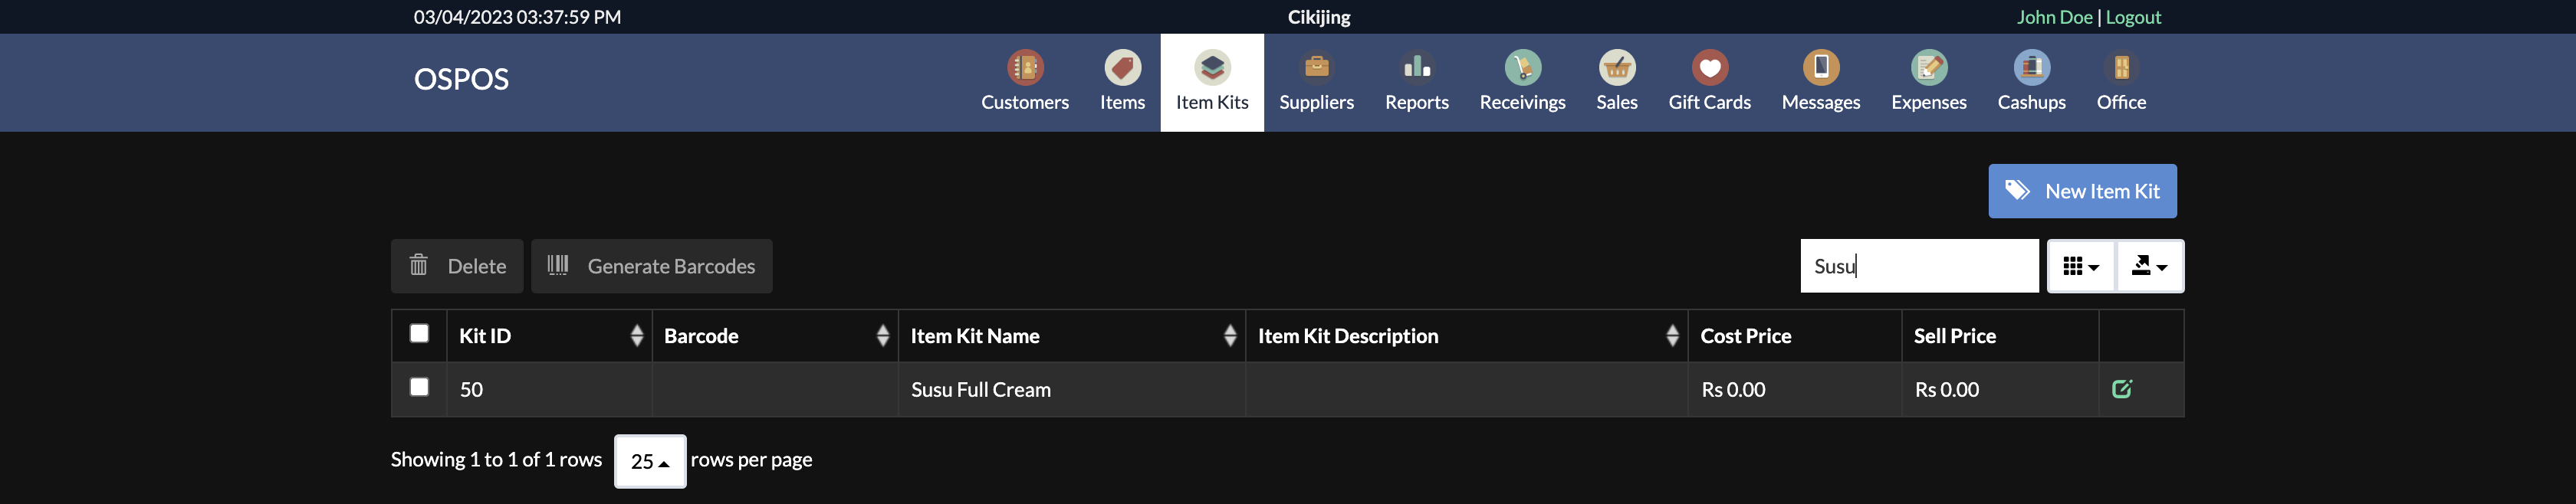 03/04/2023 03:37:59 PM Cikijing John Doe | Logout
OSPOS
Customers Items Item Kits Suppliers Reports Receivings Sales Gift Cards Messages Expenses Cashups Office
New Item Kit
Delete Generate Barcodes Susu
Kit ID Barcode Item Kit Name Item Kit Description Cost Price Sell Price
50 Susu Full Cream Rs 0.00 Rs 0.00
Showing 1 to 1 of 1 rows 25 rows per page